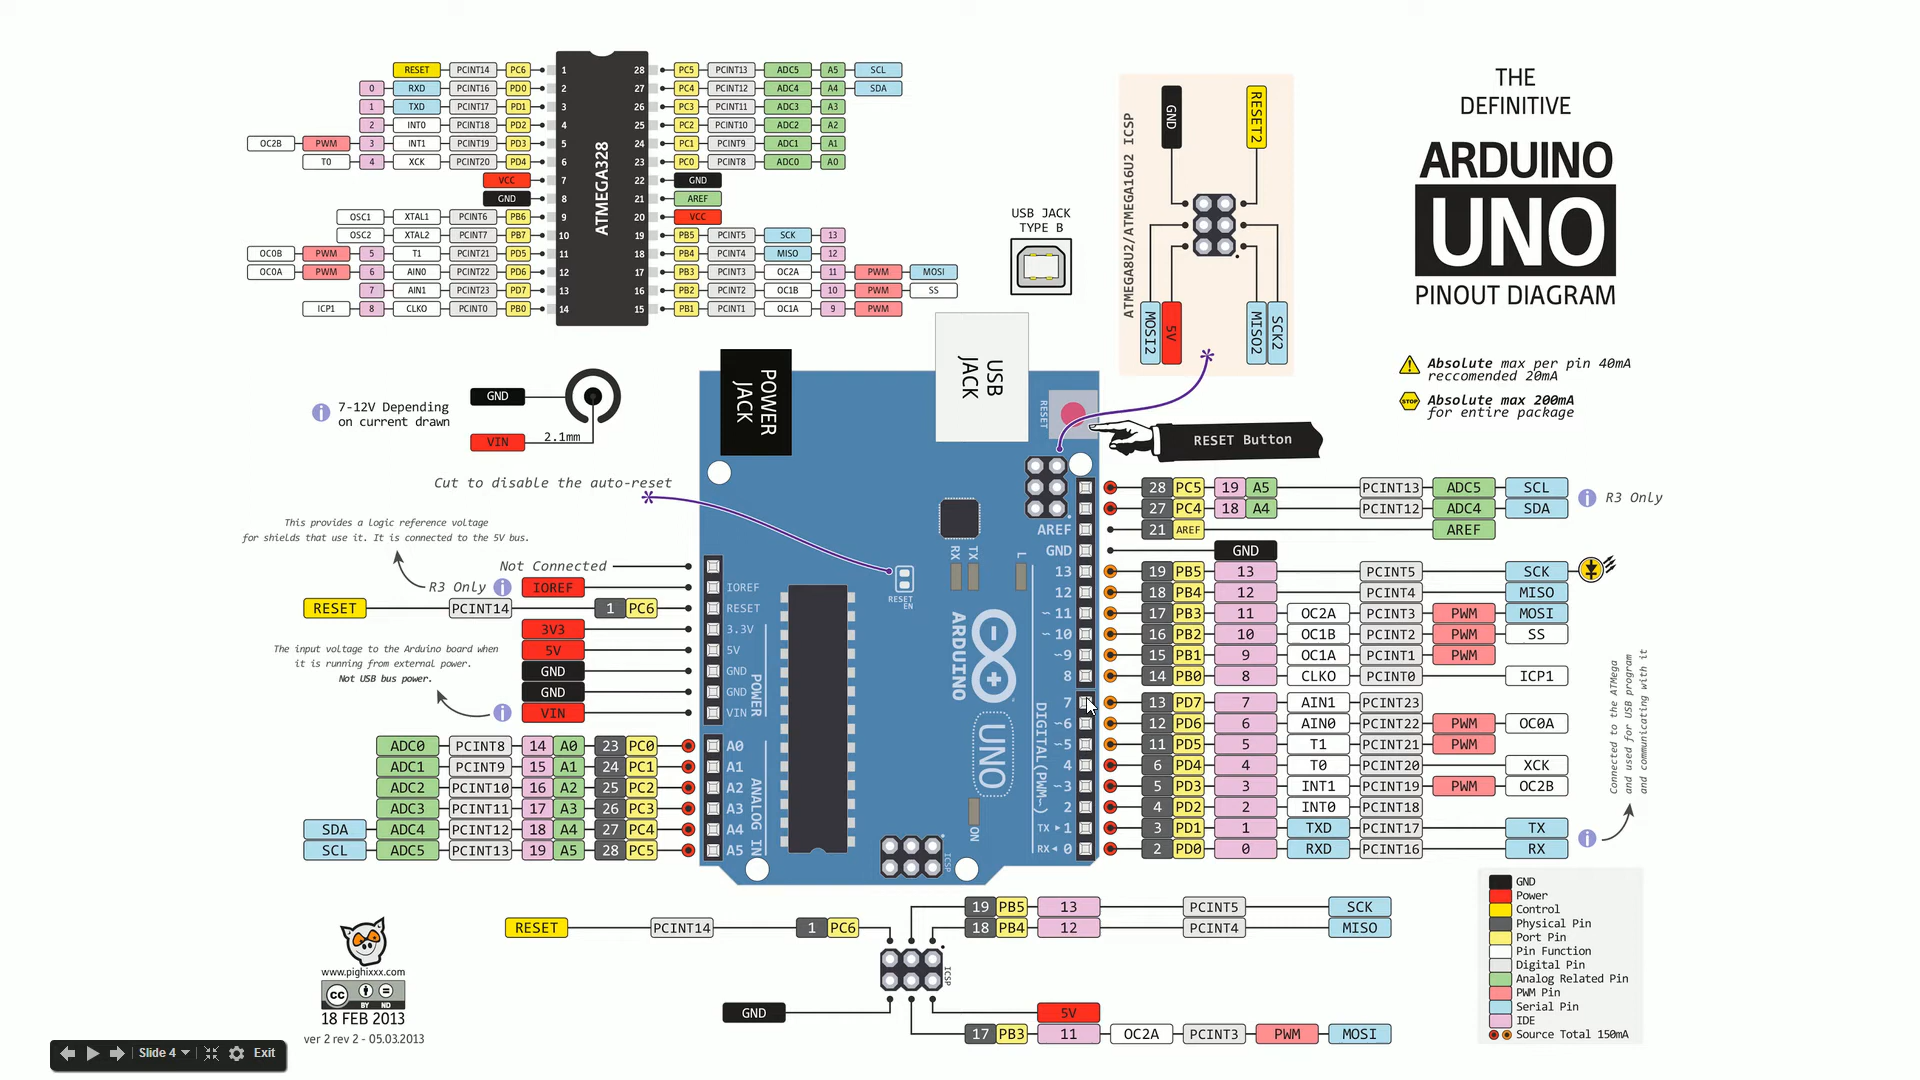 THE
DEFINITIVE
ARDUINO
UNO
PINOUT DIAGRAM
RESET PCINT14 PC6 1 28 PC5 PCINT13 ADC5 A5 SCL
0 RXD PCINT16 PD0 2 27 PC4 PCINT12 ADC4 A4 SDA
1 TXD PCINT17 PD1 3 26 PC3 PCINT11 ADC3 A3
2 INT0 PCINT18 PD2 4 25 PC2 PCINT10 ADC2 A2
OC2B PWM 3 INT1 PCINT19 PD3 5 24 PC1 PCINT9 ADC1 A1
T0 4 XCK PCINT20 PD4 6 23 PC0 PCINT8 ADC0 A0
VCC 7 22 GND
GND 8 21 AREF
OSC1 XTAL1 PCINT6 PB6 9 20 VCC
OSC2 XTAL2 PCINT7 PB7 10 19 PB5 PCINT5 SCK 13
OC0B PWM 5 T1 PCINT21 PD5 11 18 PB4 PCINT4 MISO 12
OC0A PWM 6 AIN0 PCINT22 PD6 12 17 PB3 PCINT3 OC2A 11 PWM MOSI
7 AIN1 PCINT23 PD7 13 16 PB2 PCINT2 OC1B 10 PWM SS
ICP1 8 CLKO PCINT0 PB0 14 15 PB1 PCINT1 OC1A 9 PWM
ATMEGA328
USB JACK
TYPE B
ATMEGA8U2/ATMEGA16U2 ICSP
GND
RESET2
MOSI2
5V
MISO2
SCK2
Absolute max per pin 40mA
reccomended 20mA
STOP
Absolute max 200mA
for entire package
7-12V Depending
on current drawn
GND
VIN
2.1mm
POWER
JACK
USB
JACK
RESET
RESET Button
Cut to disable the auto-reset
This provides a logic reference voltage
for shields that use it. It is connected to the 5V bus.
Not Connected
R3 Only IOREF
RESET PCINT14 1 PC6
3V3
5V
GND
GND
VIN
The input voltage to the Arduino board when
it is running from external power.
Not USB bus power.
ADC0 PCINT8 14 A0 23 PC0
ADC1 PCINT9 15 A1 24 PC1
ADC2 PCINT10 16 A2 25 PC2
ADC3 PCINT11 17 A3 26 PC3
SDA ADC4 PCINT12 18 A4 27 PC4
SCL ADC5 PCINT13 19 A5 28 PC5
IOREF
RESET
3.3V
5V
GND
GND
VIN
POWER
A0
A1
A2
A3
A4
A5
ANALOG IN
RESET
EN
RX
TX
L
ARDUINO
UNO
ON
ICSP
DIGITAL(PWM~)
AREF
GND
13
12
~ 11
~ 10
~9
8
7
~6
~5
4
~3
2
TX ▸ 1
RX ◂ 0
28 PC5 19 A5 PCINT13 ADC5 SCL R3 Only
27 PC4 18 A4 PCINT12 ADC4 SDA
21 AREF AREF
GND
19 PB5 13 PCINT5 SCK
18 PB4 12 PCINT4 MISO
17 PB3 11 OC2A PCINT3 PWM MOSI
16 PB2 10 OC1B PCINT2 PWM SS
15 PB1 9 OC1A PCINT1 PWM
14 PB0 8 CLKO PCINT0 ICP1
13 PD7 7 AIN1 PCINT23
12 PD6 6 AIN0 PCINT22 PWM OC0A
11 PD5 5 T1 PCINT21 PWM
6 PD4 4 T0 PCINT20 XCK
5 PD3 3 INT1 PCINT19 PWM OC2B
4 PD2 2 INT0 PCINT18
3 PD1 1 TXD PCINT17 TX
2 PD0 0 RXD PCINT16 RX
Connected to the ATMega
and used for USB program
and communicating with it
RESET PCINT14 1 PC6
19 PB5 13 PCINT5 SCK
18 PB4 12 PCINT4 MISO
ICSP
GND
5V
17 PB3 11 OC2A PCINT3 PWM MOSI
GND
Power
Control
Physical Pin
Port Pin
Pin Function
Digital Pin
Analog Related Pin
PWM Pin
Serial Pin
IDE
Source Total 150mA
www.pighixxx.com
cc
BY ND
18 FEB 2013
ver 2 rev 2 - 05.03.2013
Slide 4
Exit